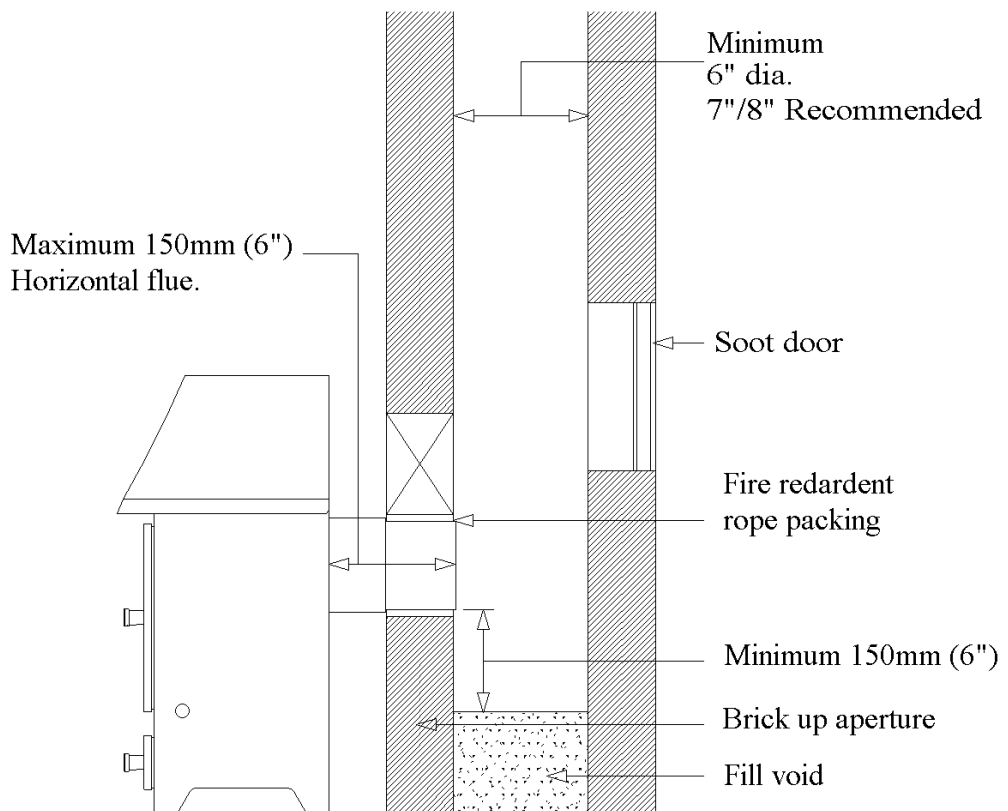 Minimum
6" dia.
7"/8" Recommended
Maximum 150mm (6")
Horizontal flue.
Soot door
Fire redardent
rope packing
Minimum 150mm (6")
Brick up aperture
Fill void